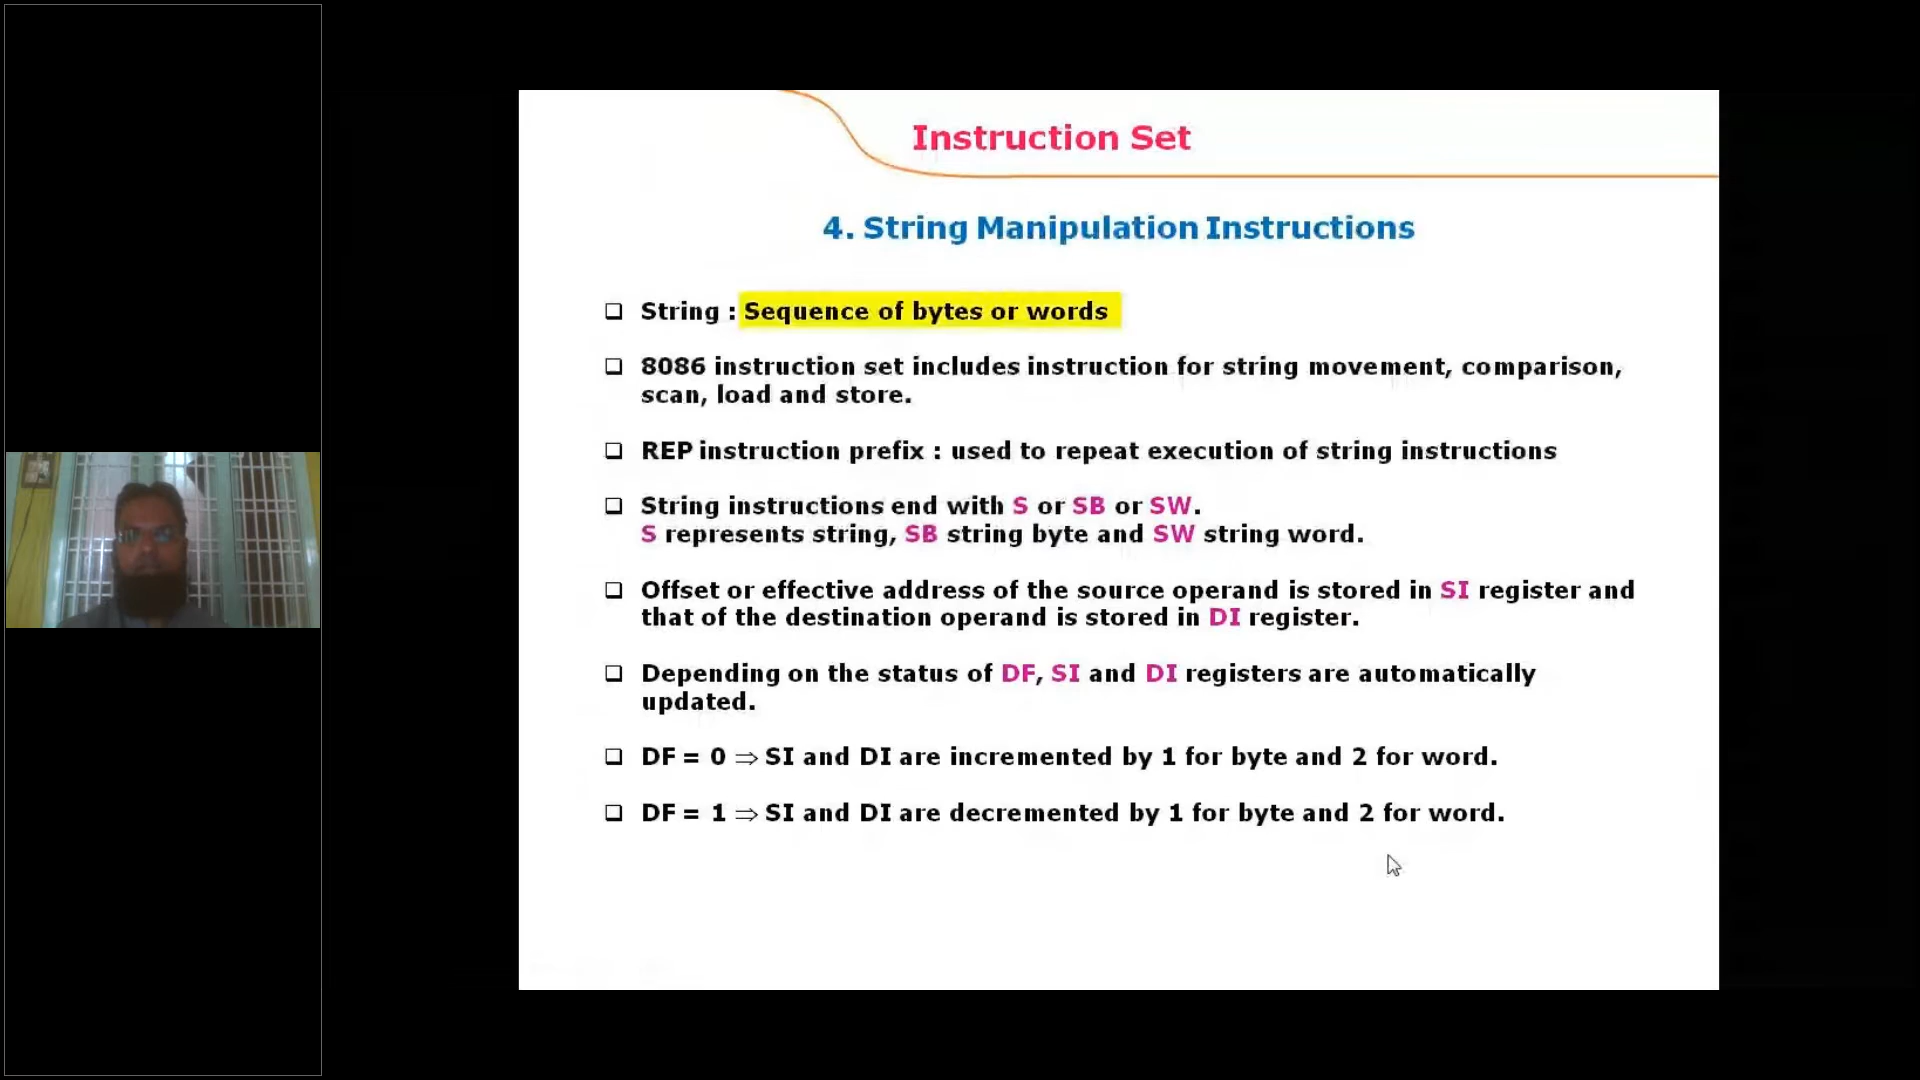 Instruction Set
4. String Manipulation Instructions
❑ String : Sequence of bytes or words
❑ 8086 instruction set includes instruction for string movement, comparison,
scan, load and store.
❑ REP instruction prefix : used to repeat execution of string instructions
❑ String instructions end with S or SB or SW.
S represents string, SB string byte and SW string word.
❑ Offset or effective address of the source operand is stored in SI register and
that of the destination operand is stored in DI register.
❑ Depending on the status of DF, SI and DI registers are automatically
updated.
❑ DF = 0 ⇒ SI and DI are incremented by 1 for byte and 2 for word.
❑ DF = 1 ⇒ SI and DI are decremented by 1 for byte and 2 for word.